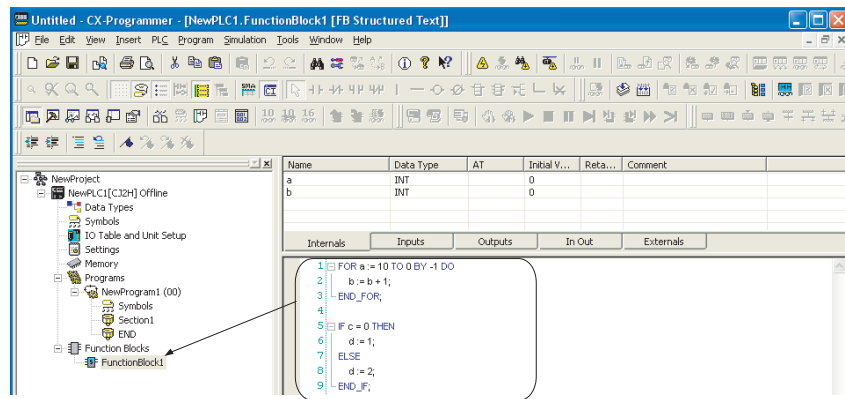 Untitled - CX-Programmer - [NewPLC1.FunctionBlock1 [FB Structured Text]]
File Edit View Insert PLC Program Simulation Tools Window Help
Name Data Type AT Initial V... Reta... Comment
a INT 0
b INT 0
Internals Inputs Outputs In Out Externals
NewProject
NewPLC1[CJ2H] Offline
Data Types
Symbols
IO Table and Unit Setup
Settings
Memory
Programs
NewProgram1 (00)
Symbols
Section1
END
Function Blocks
FunctionBlock1
1 FOR a := 10 TO 0 BY -1 DO
2 b := b + 1;
3 END_FOR;
4
5 IF c = 0 THEN
6 d := 1;
7 ELSE
8 d := 2;
9 END_IF;